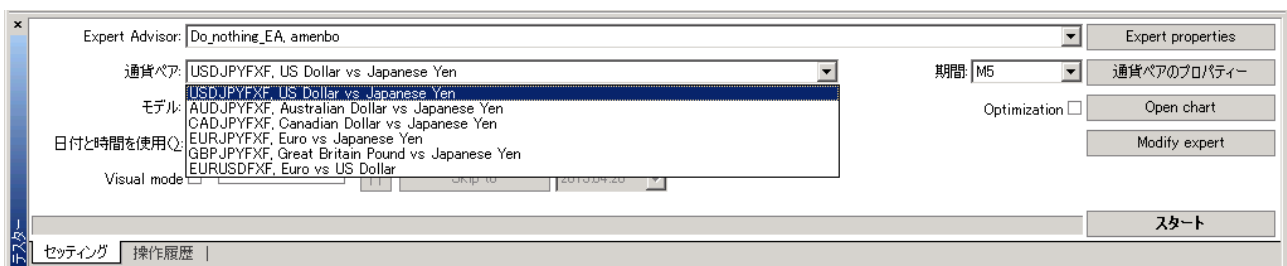 ×
Expert Advisor: Do_nothing_EA, amenbo Expert properties
通貨ペア: USDJPYFXF, US Dollar vs Japanese Yen 期間: M5 通貨ペアのプロパティー
USDJPYFXF, US Dollar vs Japanese Yen
モデル: AUDJPYFXF, Australian Dollar vs Japanese Yen Optimization Open chart
CADJPYFXF, Canadian Dollar vs Japanese Yen
日付と時間を使用(): EURJPYFXF, Euro vs Japanese Yen Modify expert
GBPJPYFXF, Great Britain Pound vs Japanese Yen
EURUSDFXF, Euro vs US Dollar
Visual mode Skip to 2013.04.26
スタート
テスター
セッティング 操作履歴 |